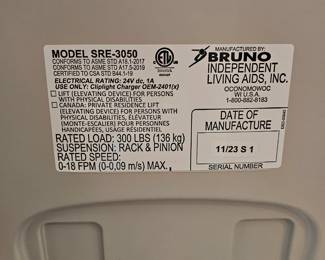 MODEL SRE-3050
CONFORMS TO ASME STD A18.1-2017
CONFORMS TO ASME STD A17.5-2019
CERTIFIED TO CSA STD B44.1-19
ELECTRICAL RATING: 24V dc, 1A
USE ONLY: Cliplight Charger OEM-2401(x)
☐ LIFT (ELEVATING DEVICE) FOR PERSONS
WITH PHYSICAL DISABILITIES
☐ CANADA: PRIVATE RESIDENCE LIFT
(ELEVATING DEVICE) FOR PERSONS WITH
PHYSICAL DISABILITIES, ÉLÉVATEUR
(MONTE-ESCALIER) POUR PERSONNES
HANDICAPÉES / RÉSIDENTIEL
RATED LOAD: 300 LBS (136 kg)
SUSPENSION: RACK & PINION
RATED SPEED:
0-18 FPM (0-0,09 m/s) MAX.
ETL
MANUFACTURED BY:
BRUNO
INDEPENDENT
LIVING AIDS, INC.
OCONOMOWOC
WI U.S.A.
1-800-882-8183
DATE OF
MANUFACTURE
11/23 S 1
SERIAL NUMBER